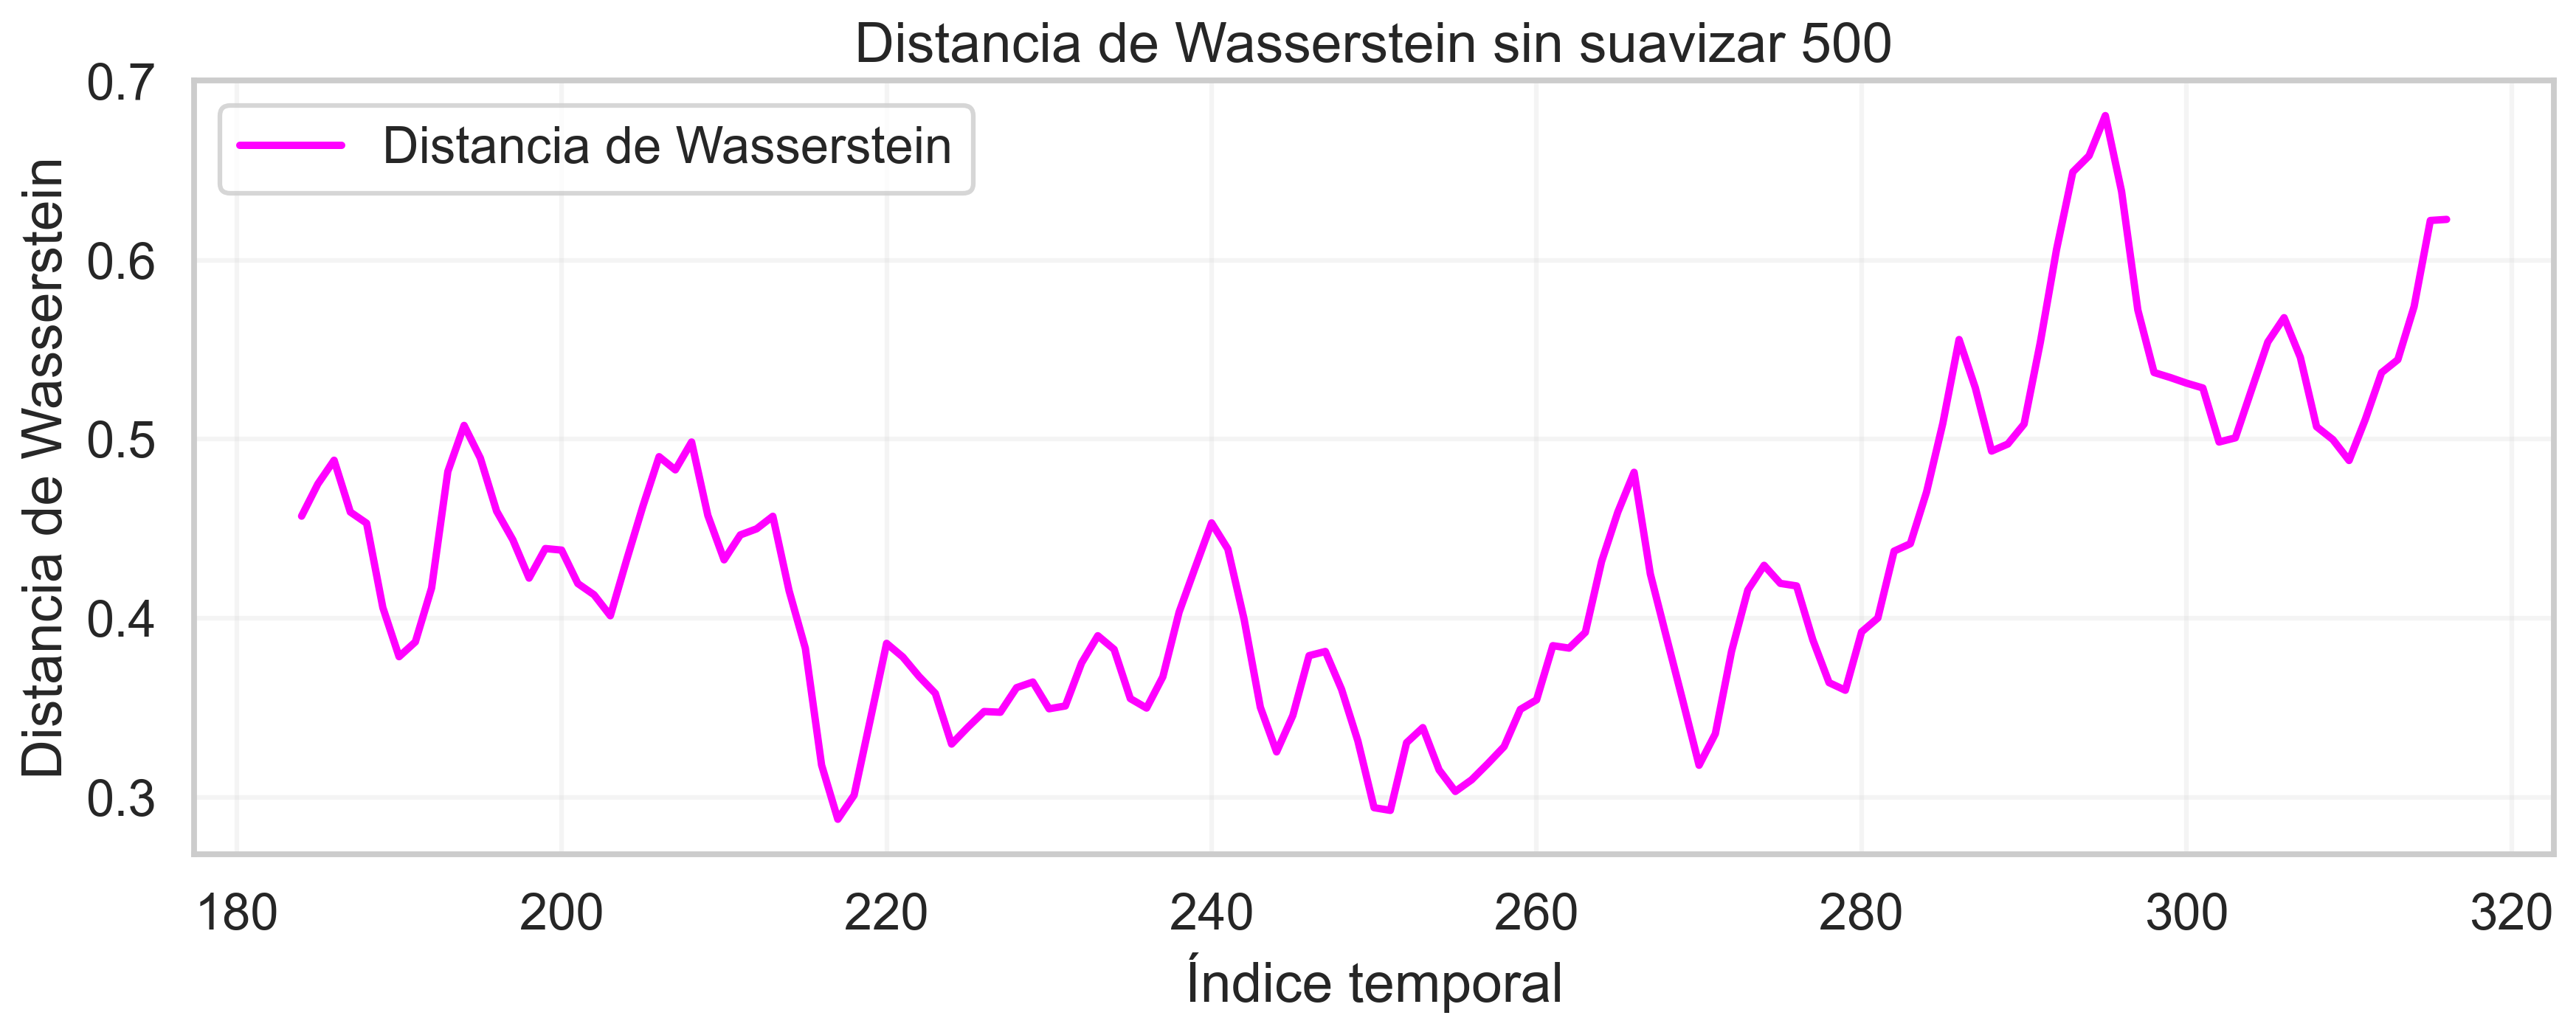 Distancia de Wasserstein sin suavizar 500
Distancia de Wasserstein
Distancia de Wasserstein
0.7
0.6
0.5
0.4
0.3
180 200 220 240 260 280 300 320
Índice temporal